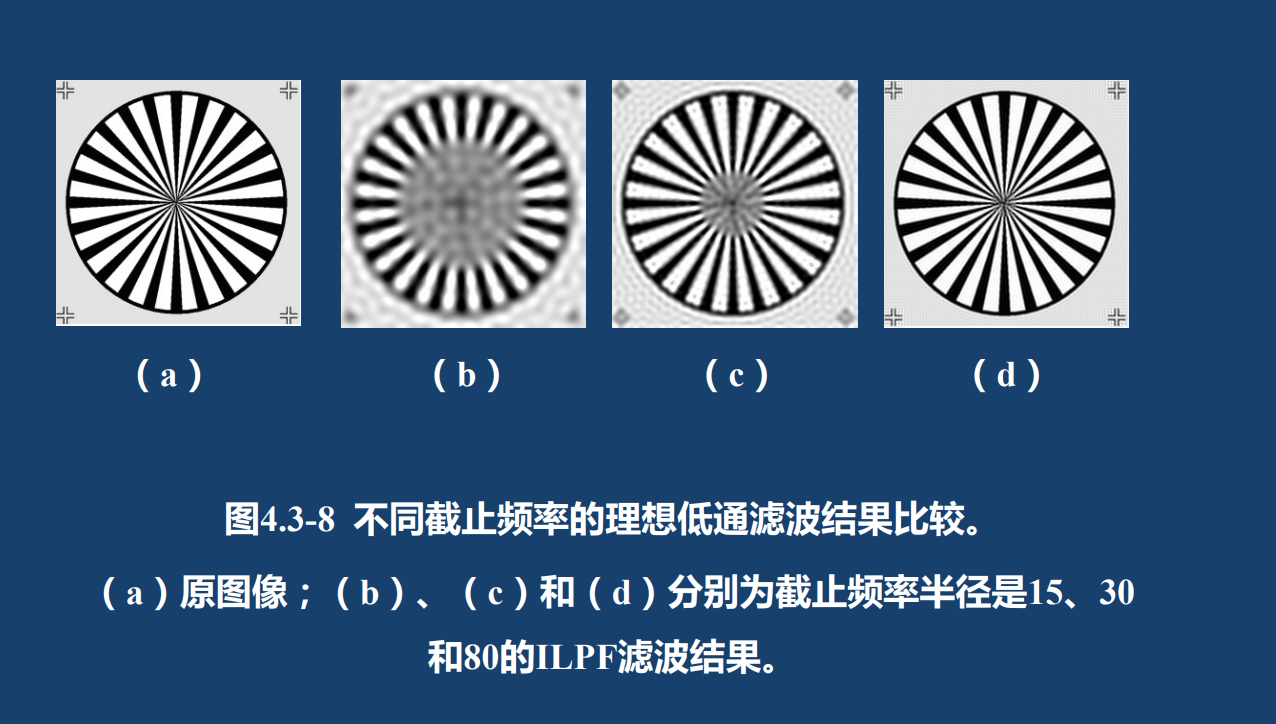 （a） （b） （c） （d）
图4.3-8 不同截止频率的理想低通滤波结果比较。
（a）原图像；（b）、（c）和（d）分别为截止频率半径是15、30
和80的ILPF滤波结果。